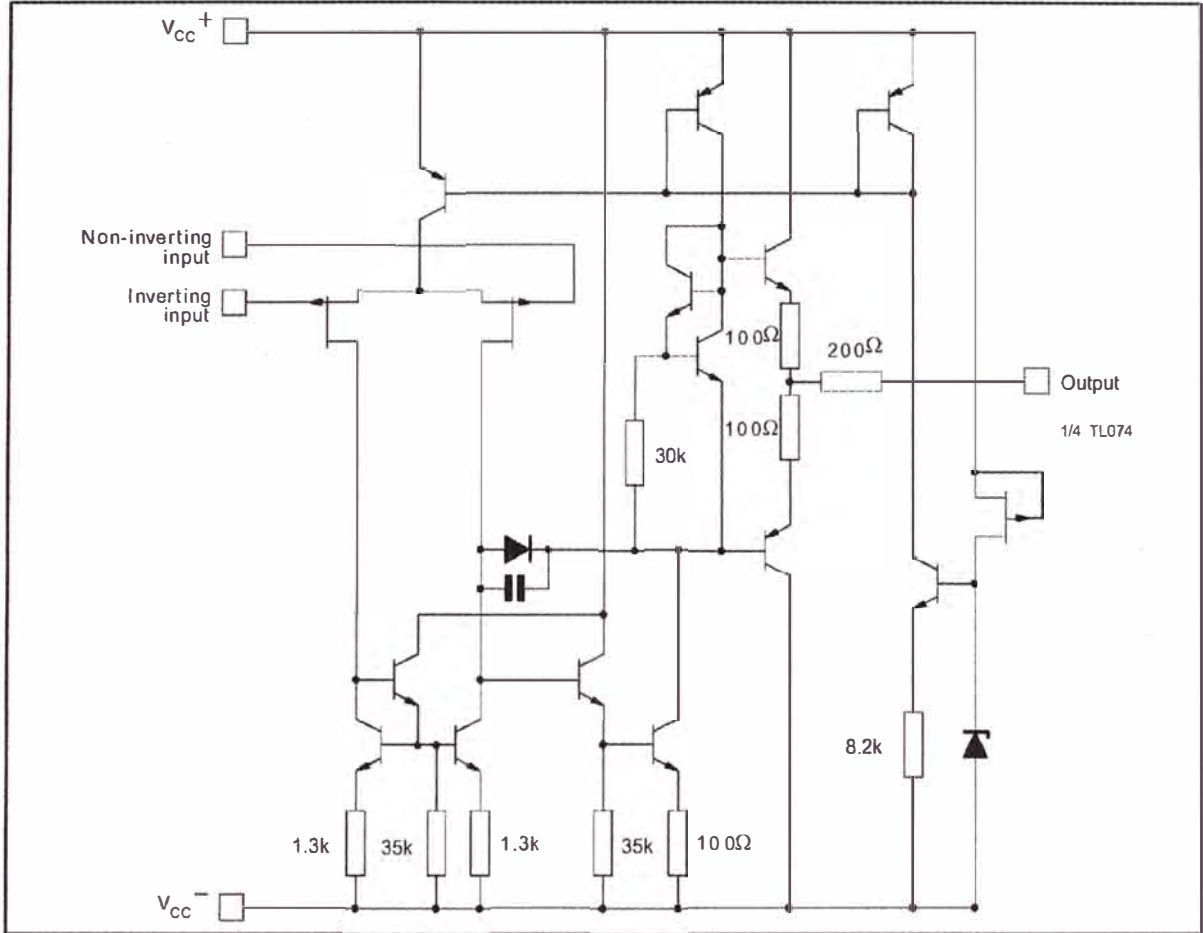 VCC+
Non-inverting
input
Inverting
input
100Ω
200Ω
Output
1/4 TL074
100Ω
30k
8.2k
1.3k
35k
1.3k
35k
100Ω
VCC−